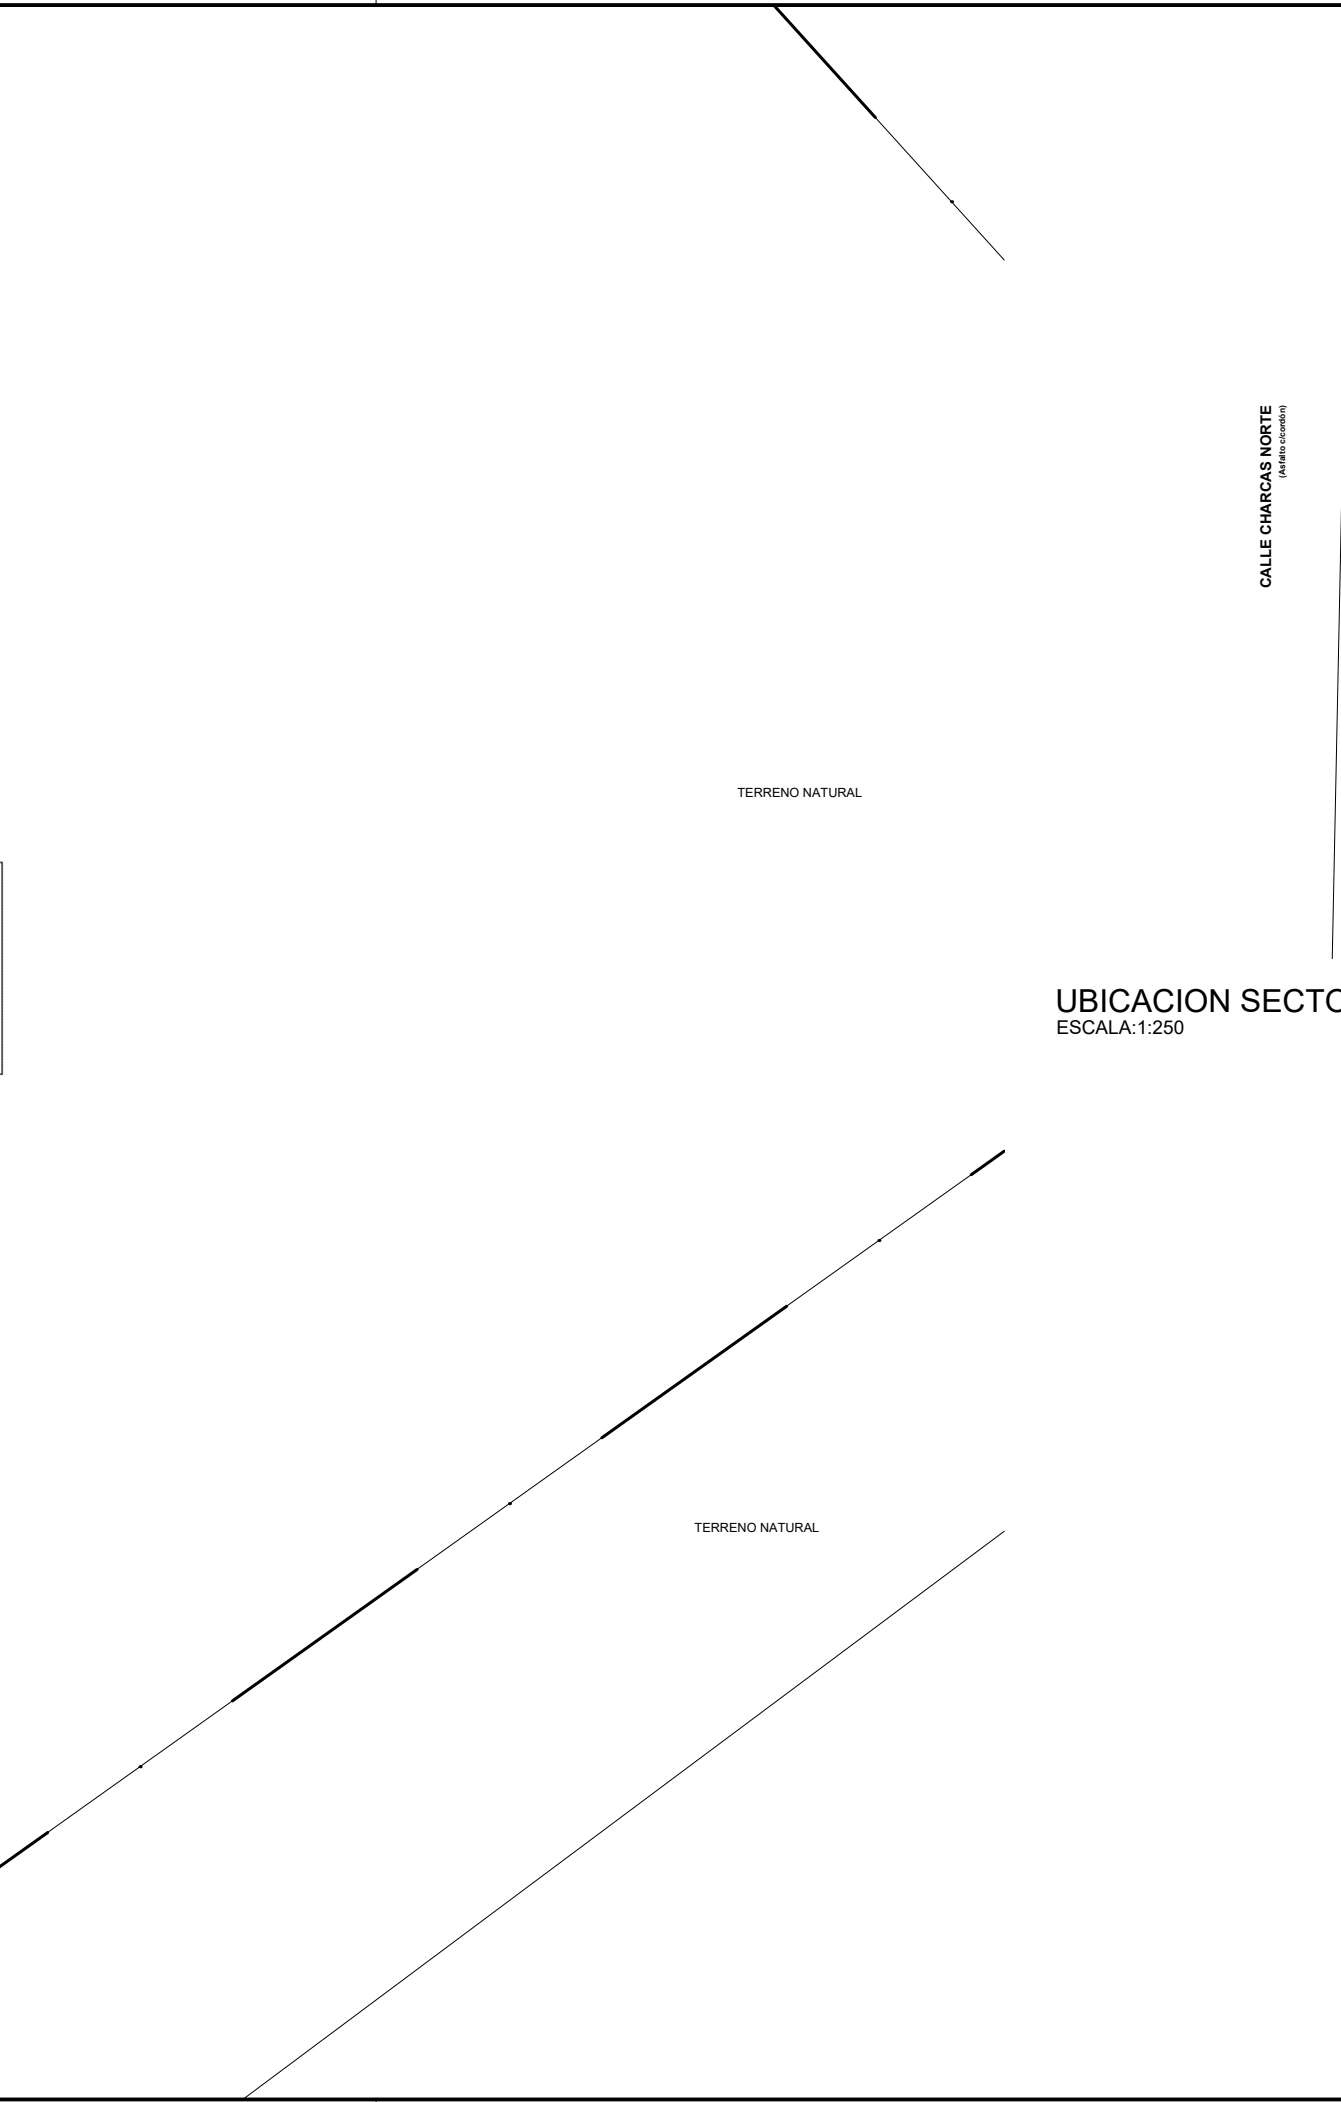 CALLE CHARCAS NORTE
(Asfalto c/cordón)
TERRENO NATURAL
UBICACION SECTO
ESCALA:1:250
TERRENO NATURAL